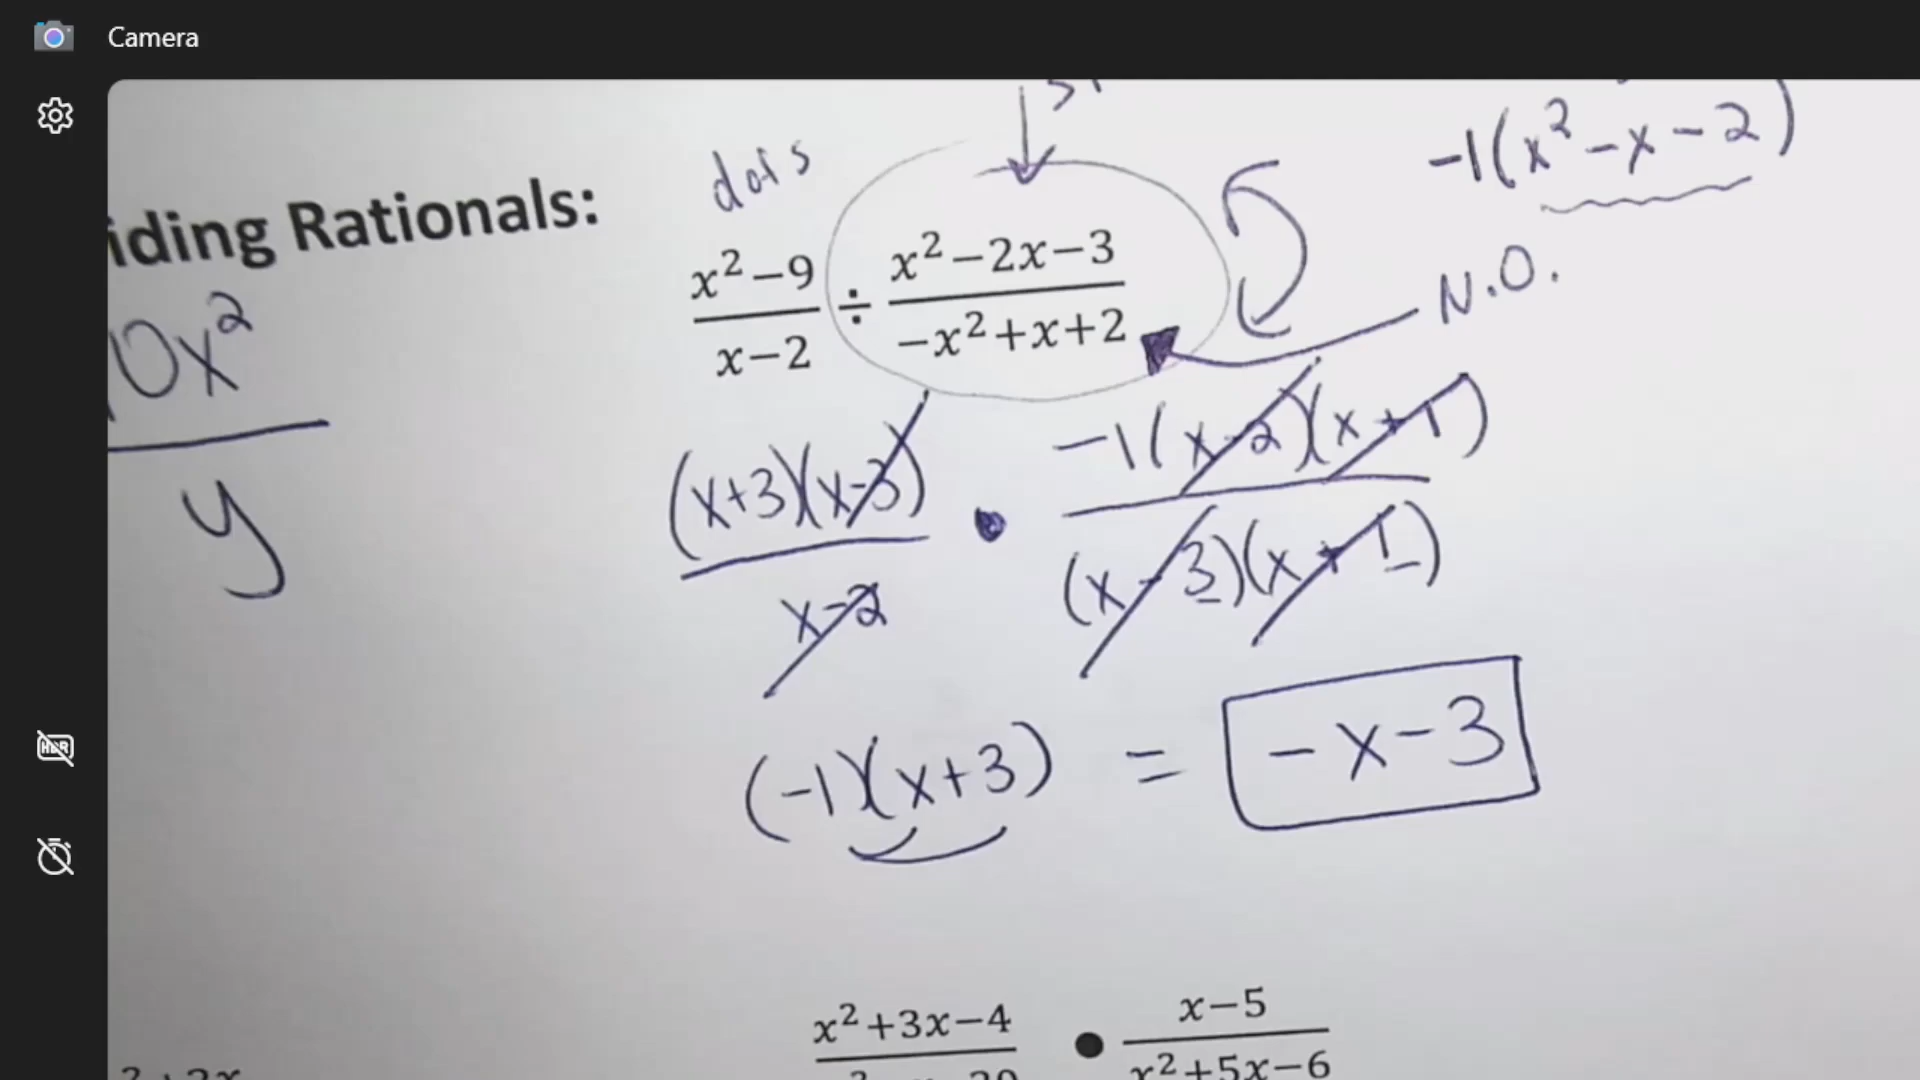 Camera
-1(x² - x - 2)
dots
iding Rationals:
x² - 9 / x - 2 ÷ x² - 2x - 3 / -x² + x + 2
N.O.
0x² / y
(x+3)(x-3) / x-2 • -1(x-2)(x+1) / (x-3)(x+1)
(-1)(x+3) = -x-3
x² + 3x - 4 • x - 5 / x² + 5x - 6